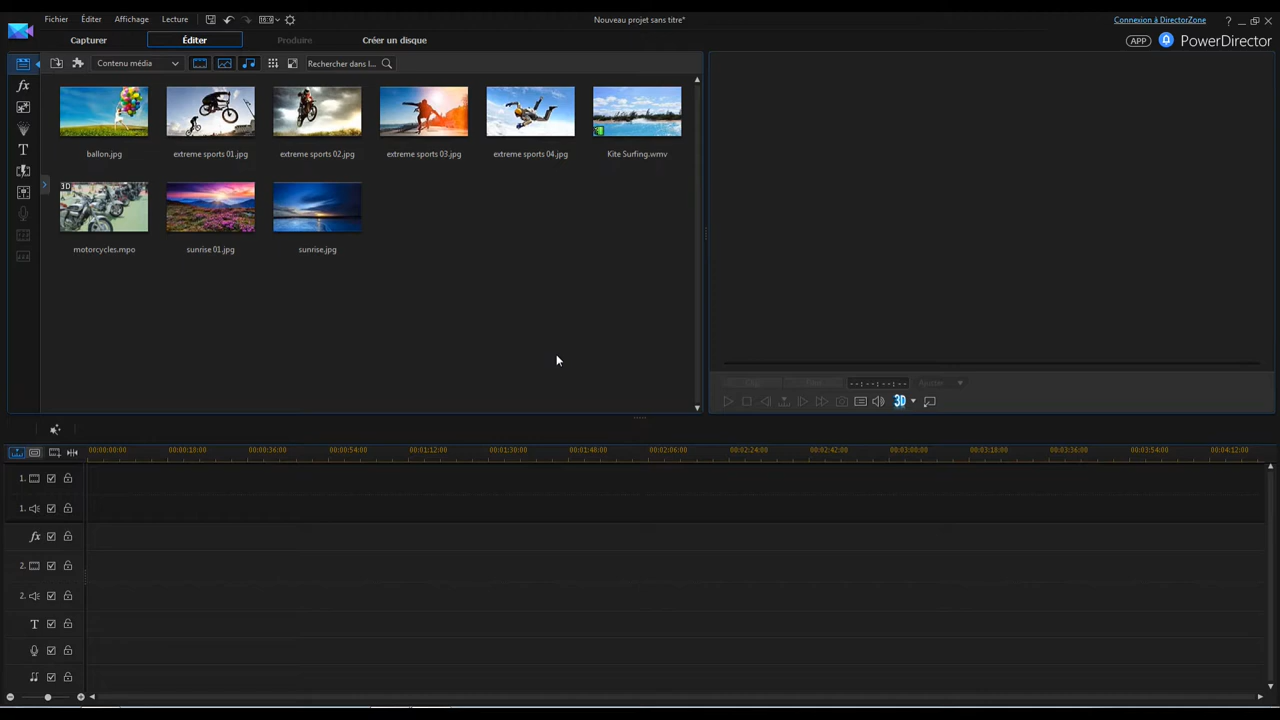 Fichier Éditer Affichage Lecture 16:9 Nouveau projet sans titre* Connexion à DirectorZone ?
Capturer Éditer Produire Créer un disque APP PowerDirector
Contenu média Rechercher dans l...
fx
T
ballon.jpg extreme sports 01.jpg extreme sports 02.jpg extreme sports 03.jpg extreme sports 04.jpg Kite Surfing.wmv
3D
motorcycles.mpo sunrise 01.jpg sunrise.jpg
--:--:--:-- Ajuster
3D
00:00:00:00 00:00:18:00 00:00:36:00 00:00:54:00 00:01:12:00 00:01:30:00 00:01:48:00 00:02:06:00 00:02:24:00 00:02:42:00 00:03:00:00 00:03:18:00 00:03:36:00 00:03:54:00 00:04:12:00
1.
1.
fx
2.
2.
T